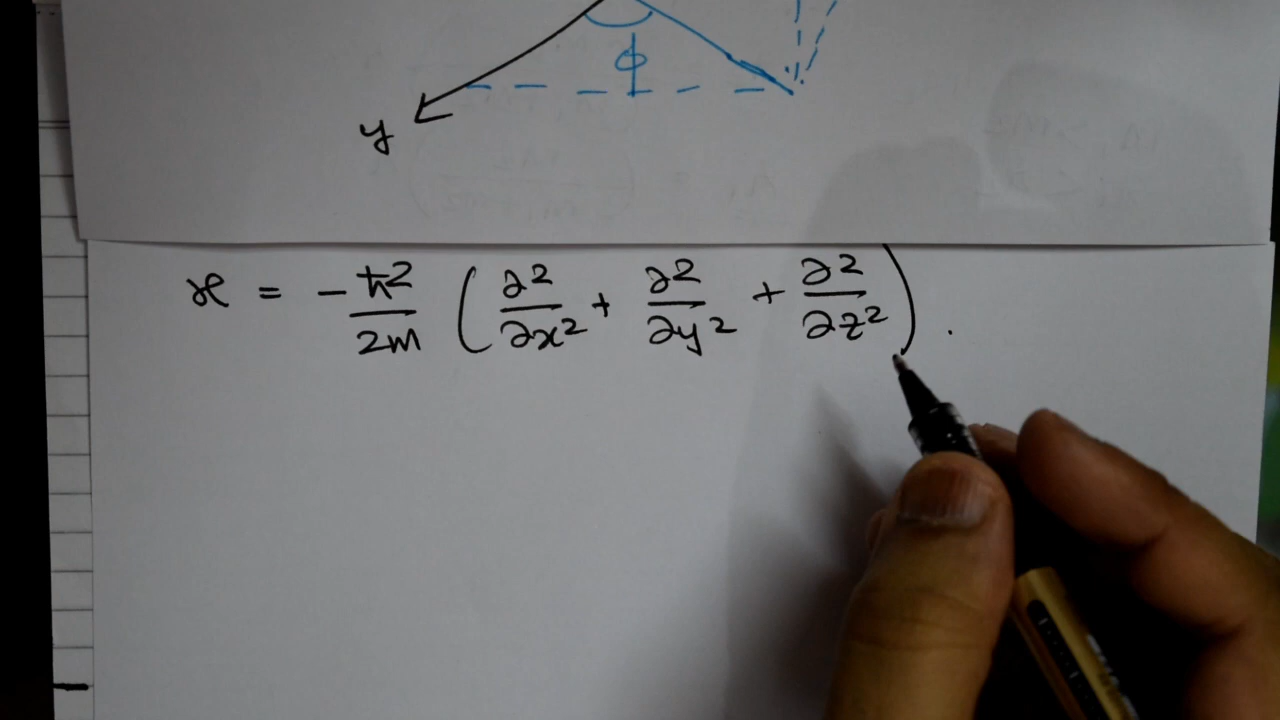 ϕ
y
ℋ = - ħ²/2m ( ∂²/∂x² + ∂²/∂y² + ∂²/∂z² ) .